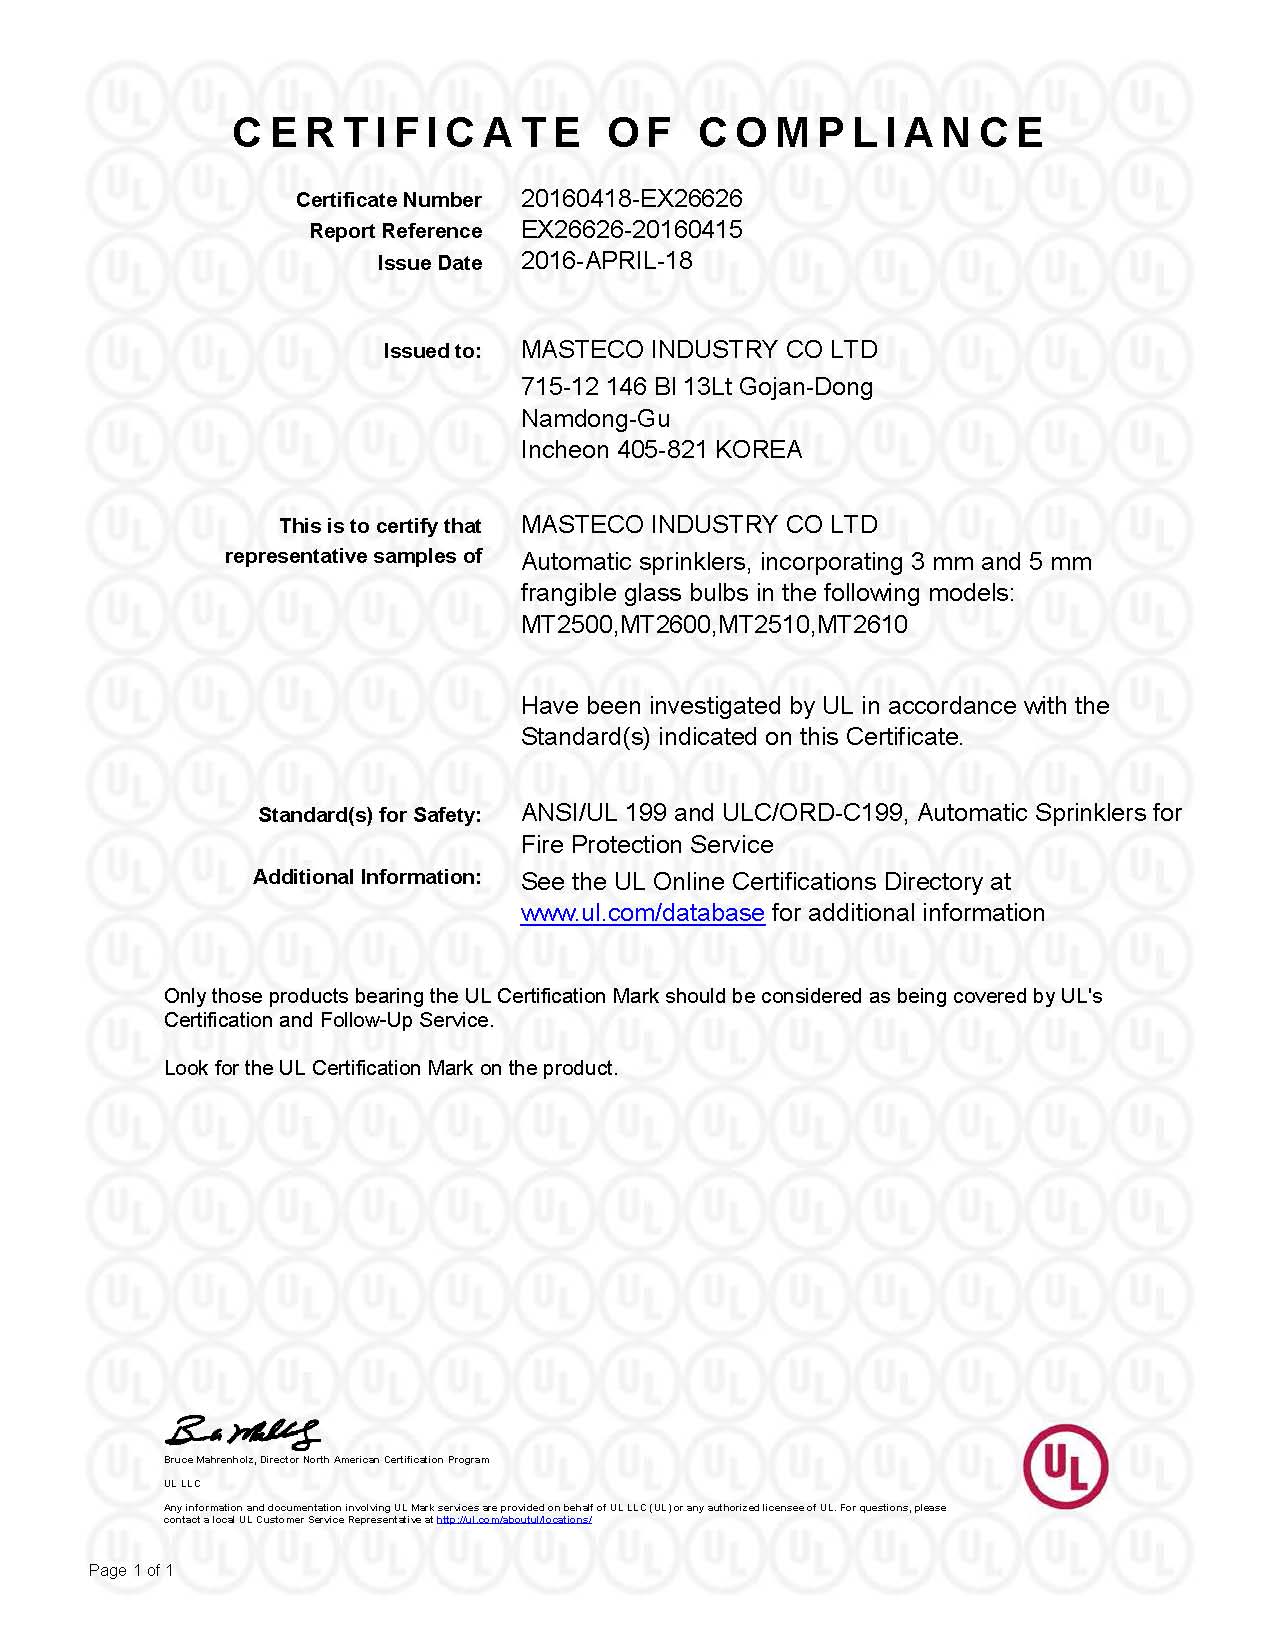 CERTIFICATE OF COMPLIANCE
Certificate Number 20160418-EX26626
Report Reference EX26626-20160415
Issue Date 2016-APRIL-18
Issued to: MASTECO INDUSTRY CO LTD
715-12 146 Bl 13Lt Gojan-Dong
Namdong-Gu
Incheon 405-821 KOREA
This is to certify that MASTECO INDUSTRY CO LTD
representative samples of Automatic sprinklers, incorporating 3 mm and 5 mm
frangible glass bulbs in the following models:
MT2500,MT2600,MT2510,MT2610
Have been investigated by UL in accordance with the
Standard(s) indicated on this Certificate.
Standard(s) for Safety: ANSI/UL 199 and ULC/ORD-C199, Automatic Sprinklers for
Fire Protection Service
Additional Information: See the UL Online Certifications Directory at
www.ul.com/database for additional information
Only those products bearing the UL Certification Mark should be considered as being covered by UL's
Certification and Follow-Up Service.
Look for the UL Certification Mark on the product.
Bruce Mahrenholz, Director North American Certification Program
UL LLC
Any information and documentation involving UL Mark services are provided on behalf of UL LLC (UL) or any authorized licensee of UL. For questions, please
contact a local UL Customer Service Representative at http://ul.com/aboutul/locations/
UL
Page 1 of 1